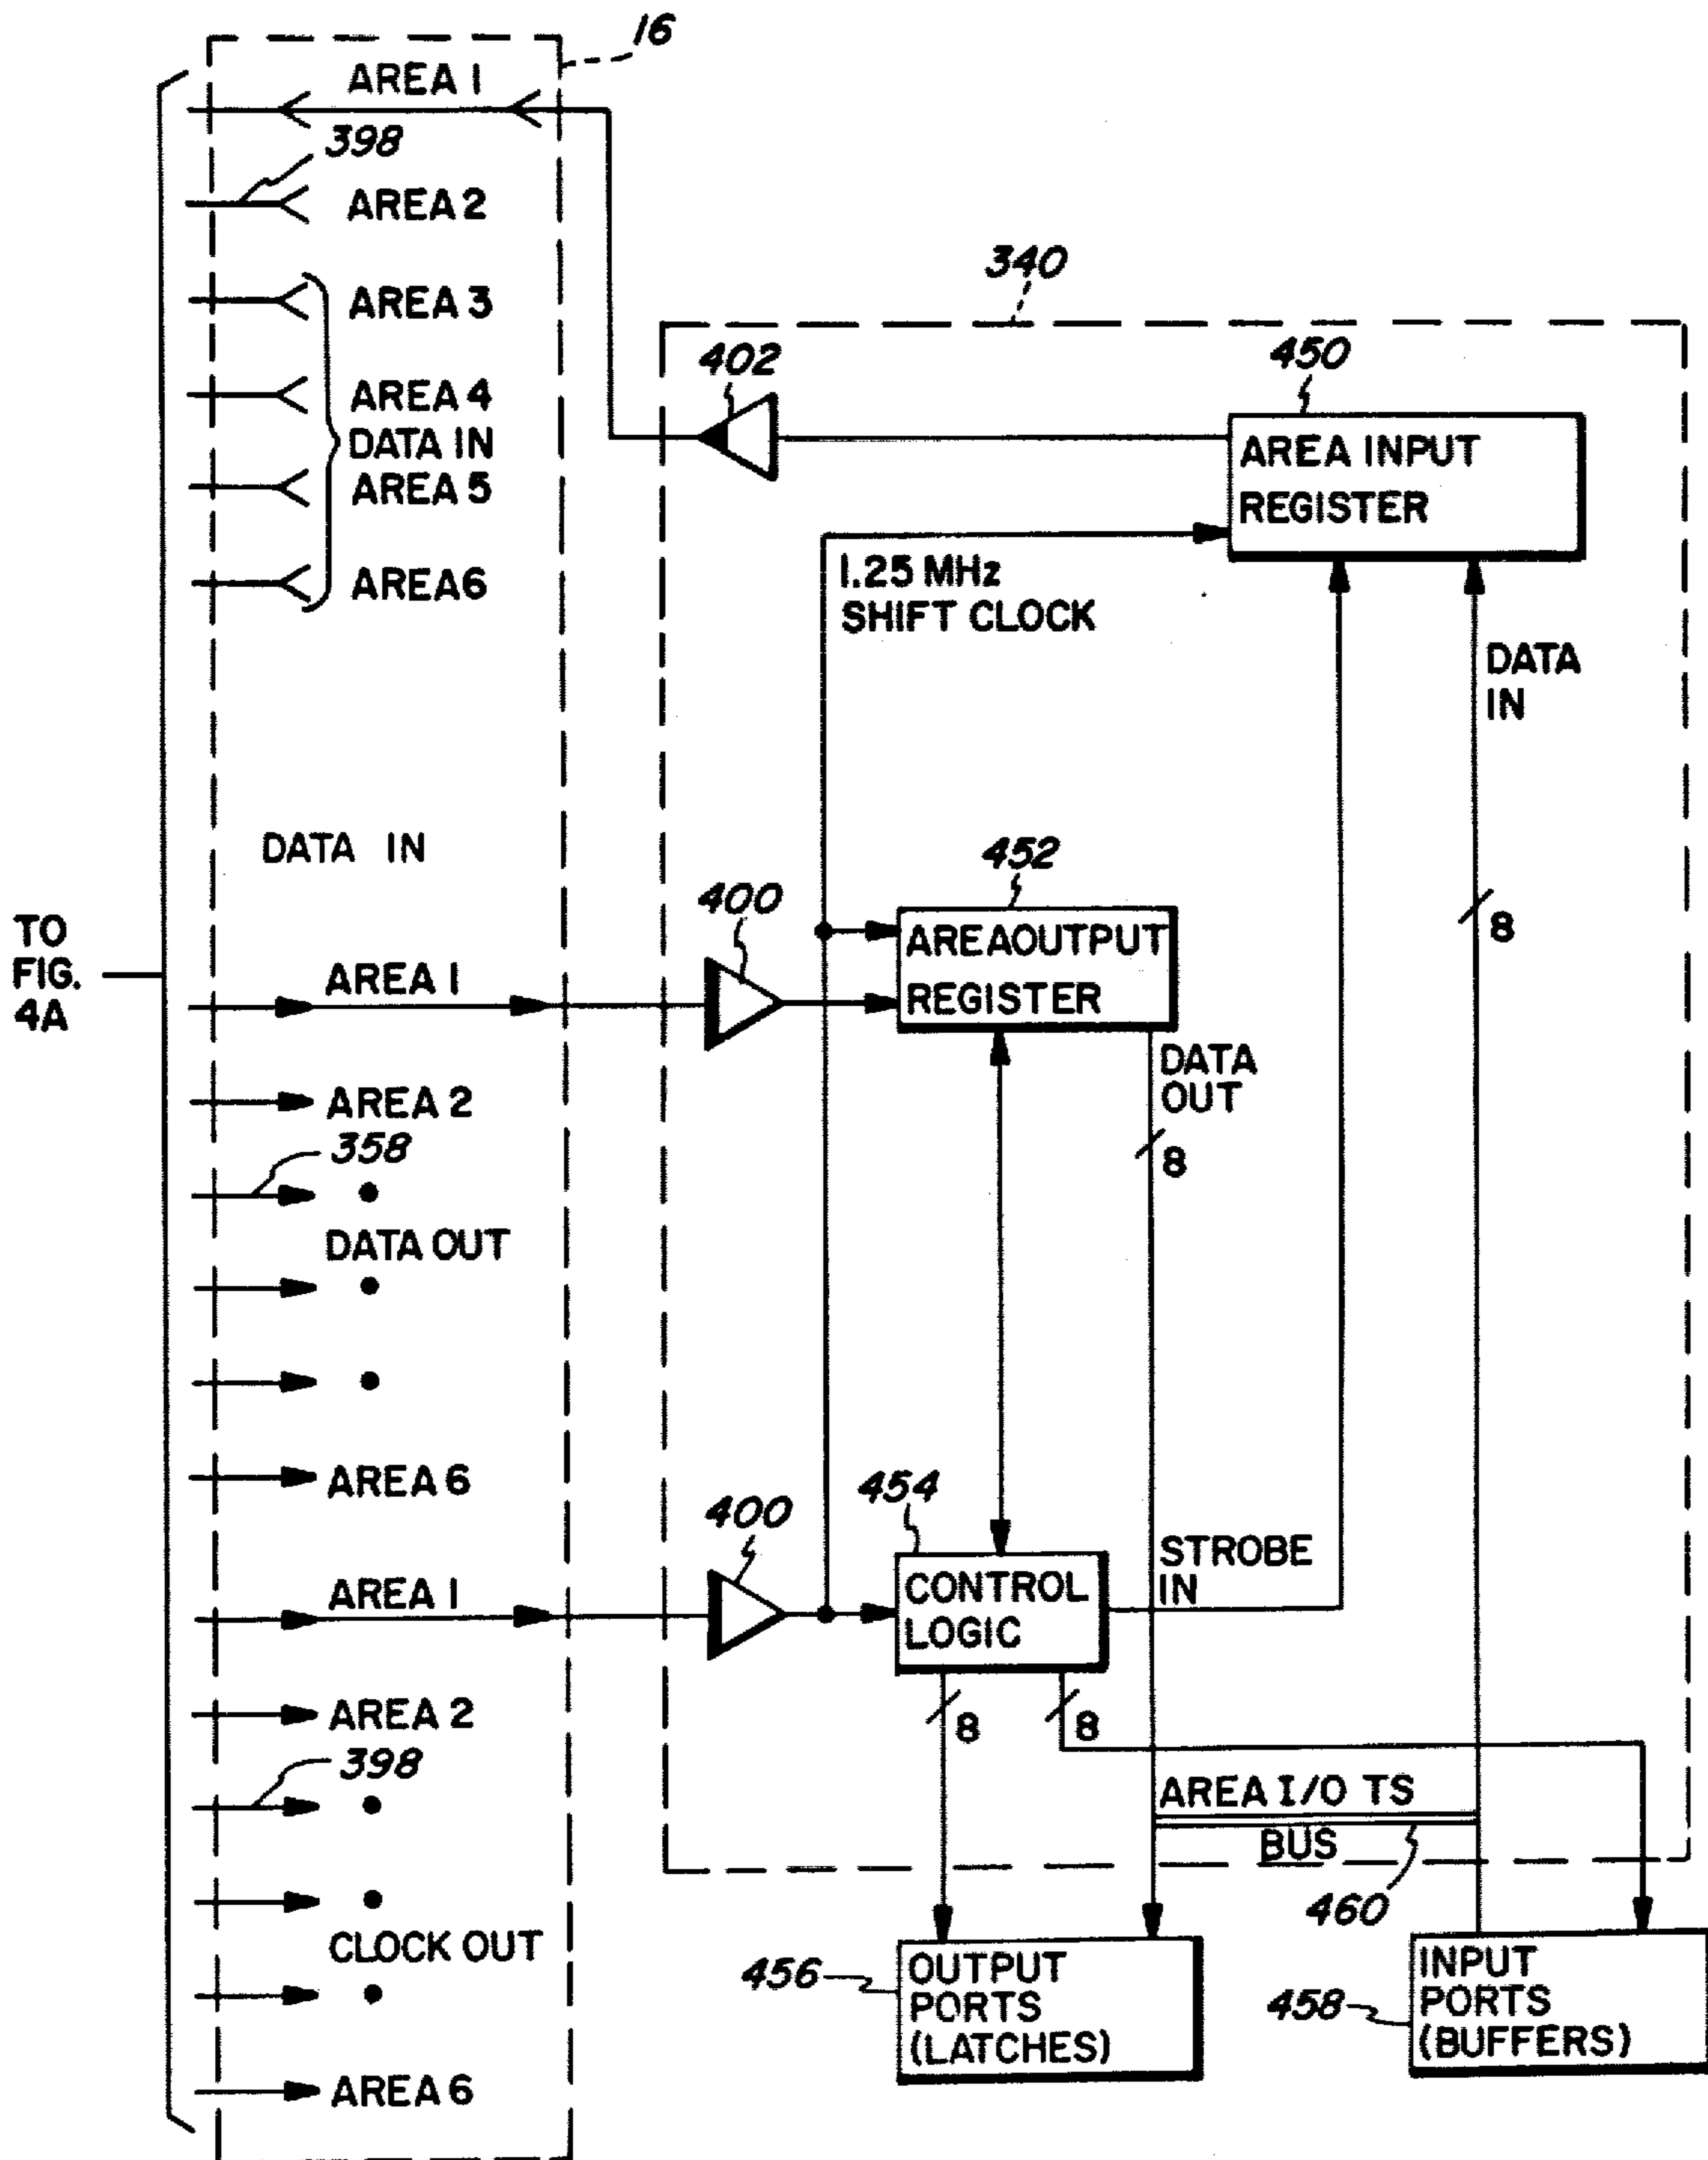 16
AREA 1
398
AREA 2
AREA 3
AREA 4
DATA IN
AREA 5
AREA 6
DATA IN
TO
FIG.
4A
AREA 1
AREA 2
358
DATA OUT
AREA 6
AREA 1
AREA 2
398
CLOCK OUT
AREA 6
340
402
450
AREA INPUT
REGISTER
1.25 MHz
SHIFT CLOCK
DATA
IN
8
452
400
AREAOUTPUT
REGISTER
DATA
OUT
8
454
400
CONTROL
LOGIC
STROBE
IN
8
8
AREA I/O TS
BUS
460
456
OUTPUT
PORTS
(LATCHES)
458
INPUT
PORTS
(BUFFERS)